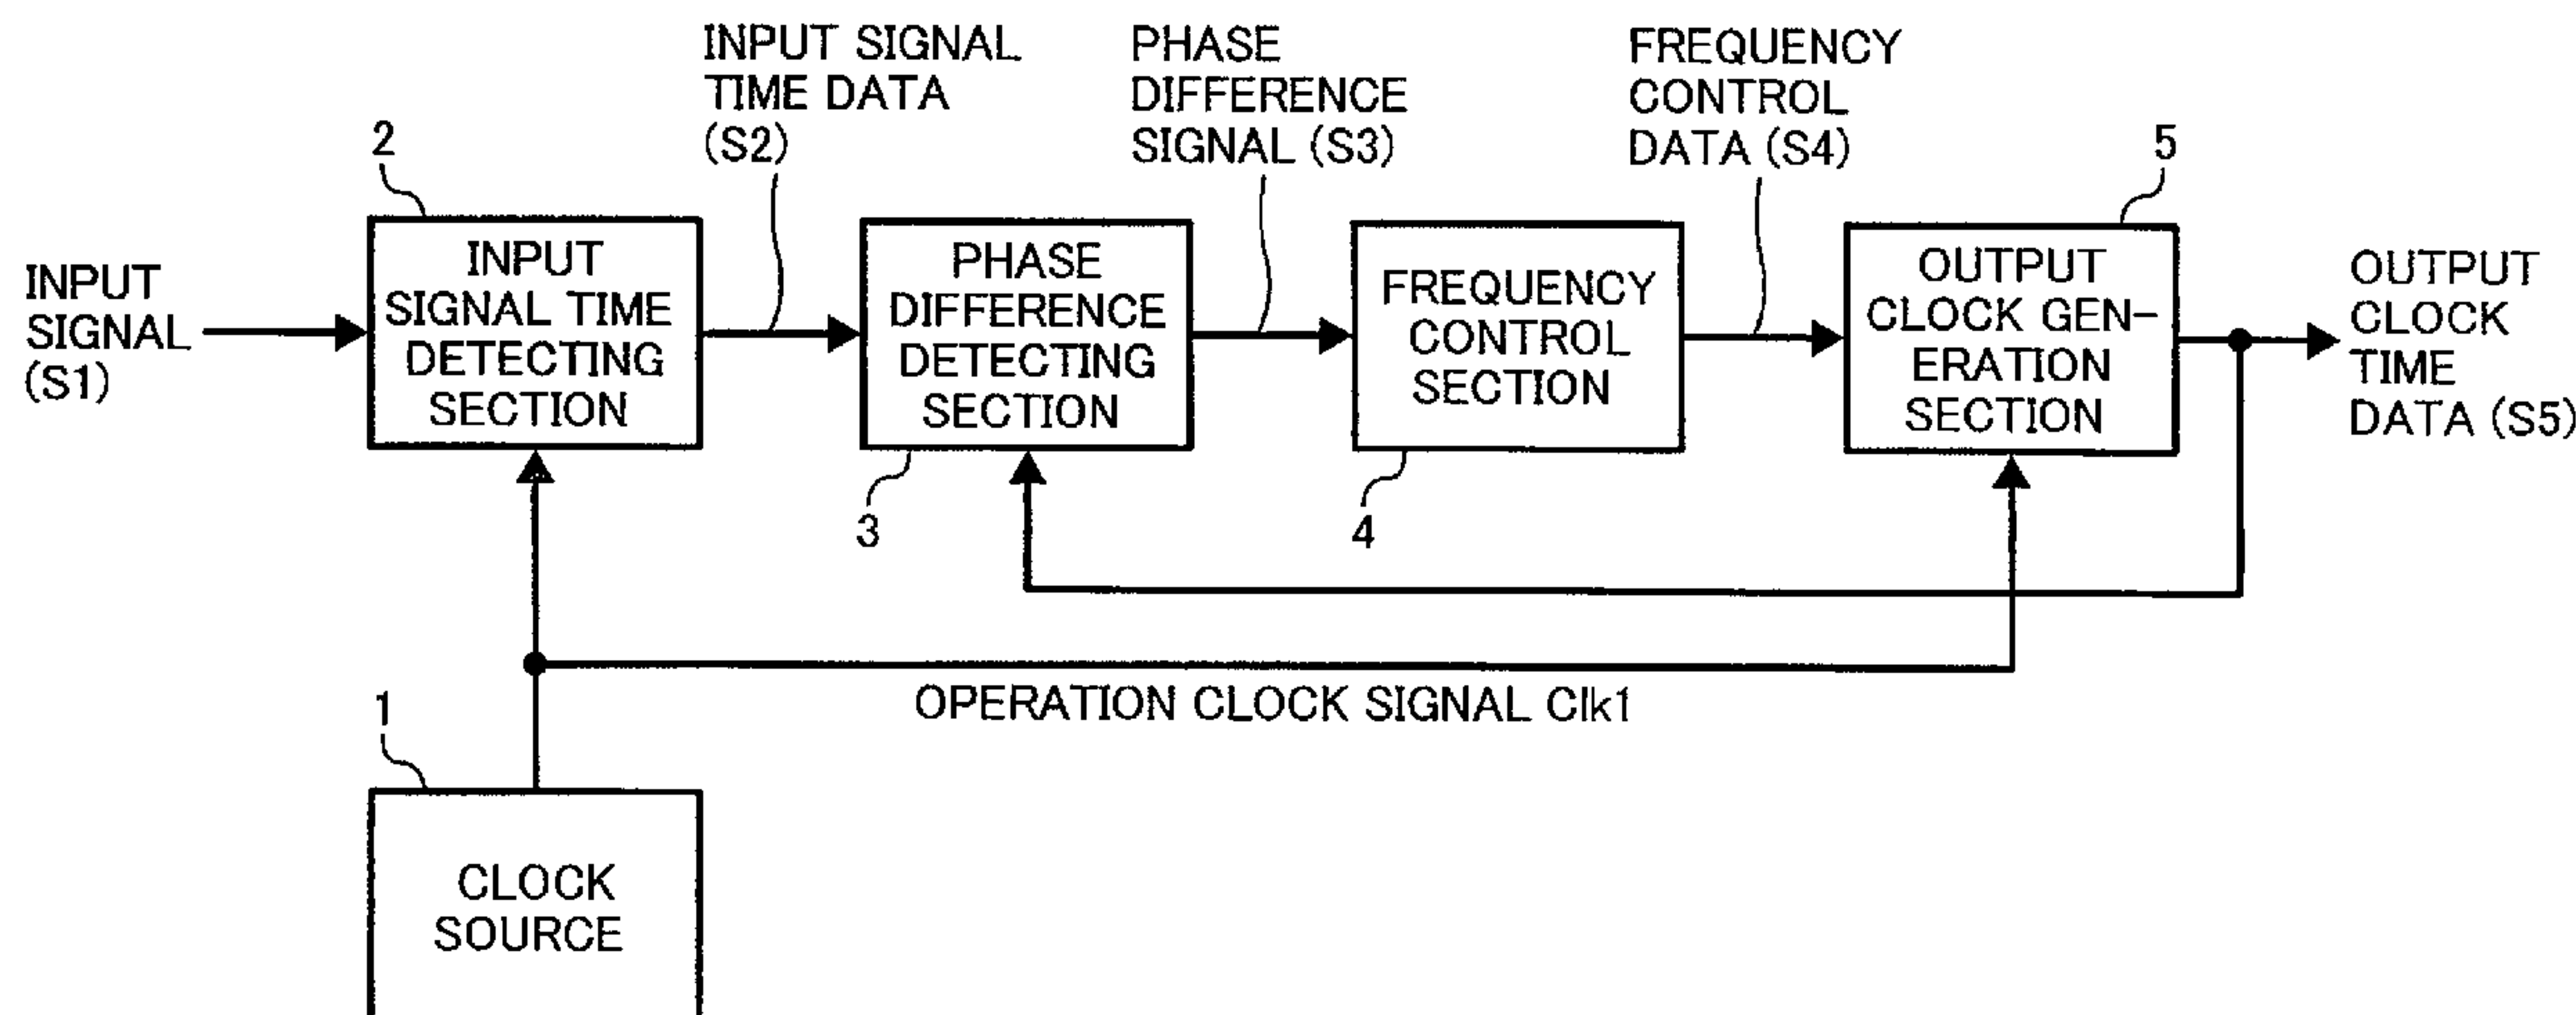 INPUT SIGNAL
TIME DATA
(S2)
PHASE
DIFFERENCE
SIGNAL (S3)
FREQUENCY
CONTROL
DATA (S4)
2
5
INPUT
SIGNAL
(S1)
INPUT
SIGNAL TIME
DETECTING
SECTION
PHASE
DIFFERENCE
DETECTING
SECTION
FREQUENCY
CONTROL
SECTION
OUTPUT
CLOCK GEN-
ERATION
SECTION
OUTPUT
CLOCK
TIME
DATA (S5)
3
4
OPERATION CLOCK SIGNAL Clk1
1
CLOCK
SOURCE